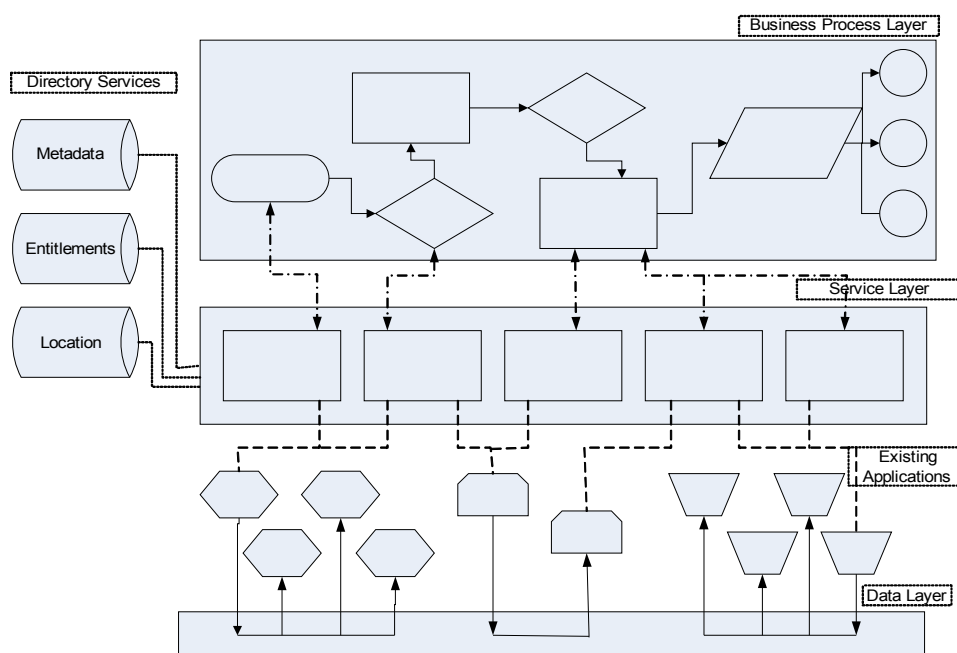 Business Process Layer
Directory Services
Metadata
Entitlements
Location
Service Layer
Existing
Applications
Data Layer